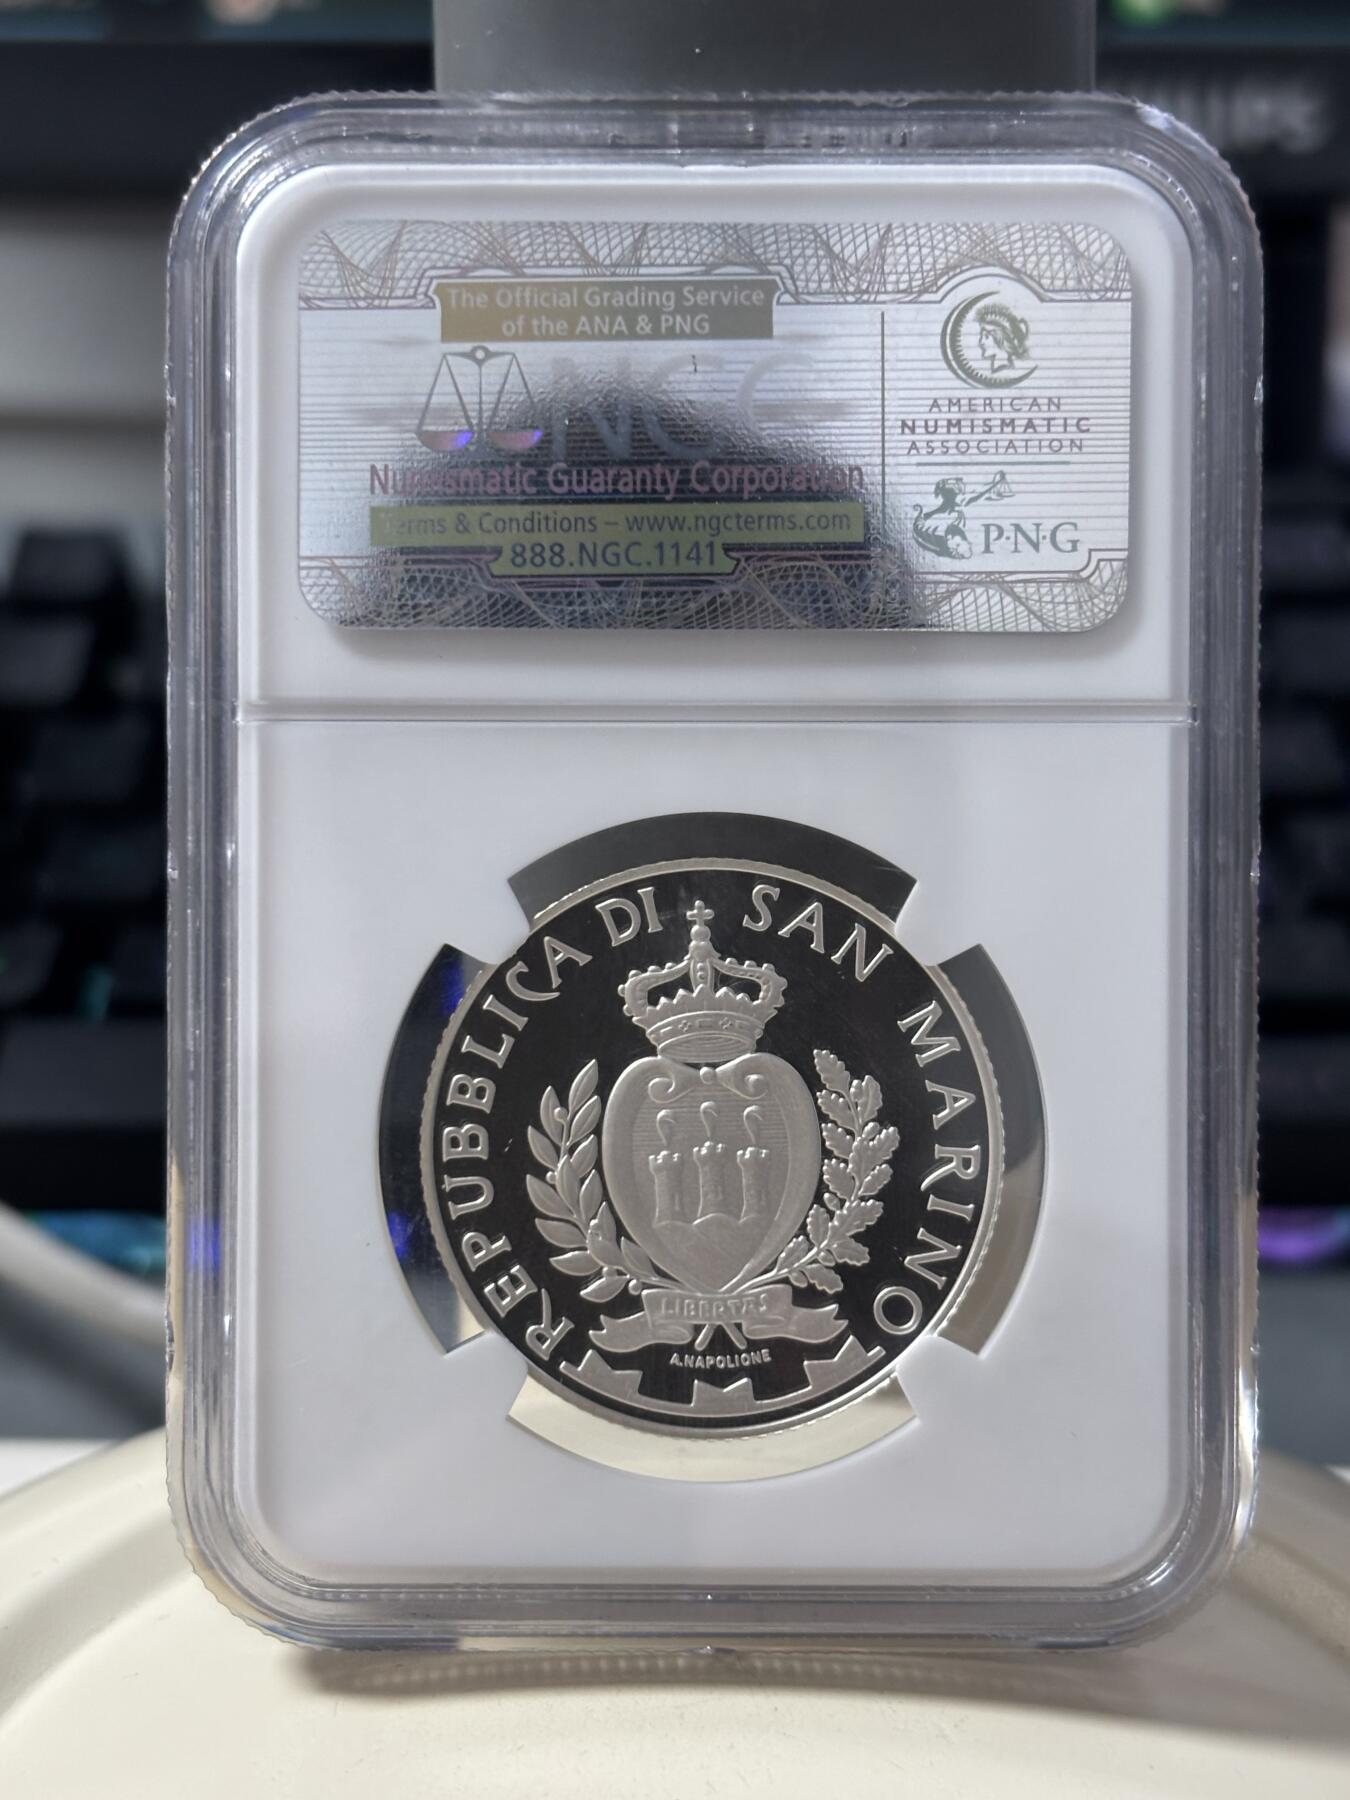 The Official Grading Service
of the ANA & PNG
NGC
Numismatic Guaranty Corporation
Terms & Conditions – www.ngcterms.com
888.NGC.1141
AMERICAN
NUMISMATIC
ASSOCIATION
P·N·G
REPUBBLICA DI SAN MARINO
LIBERTAS
A.NAPOLIONE